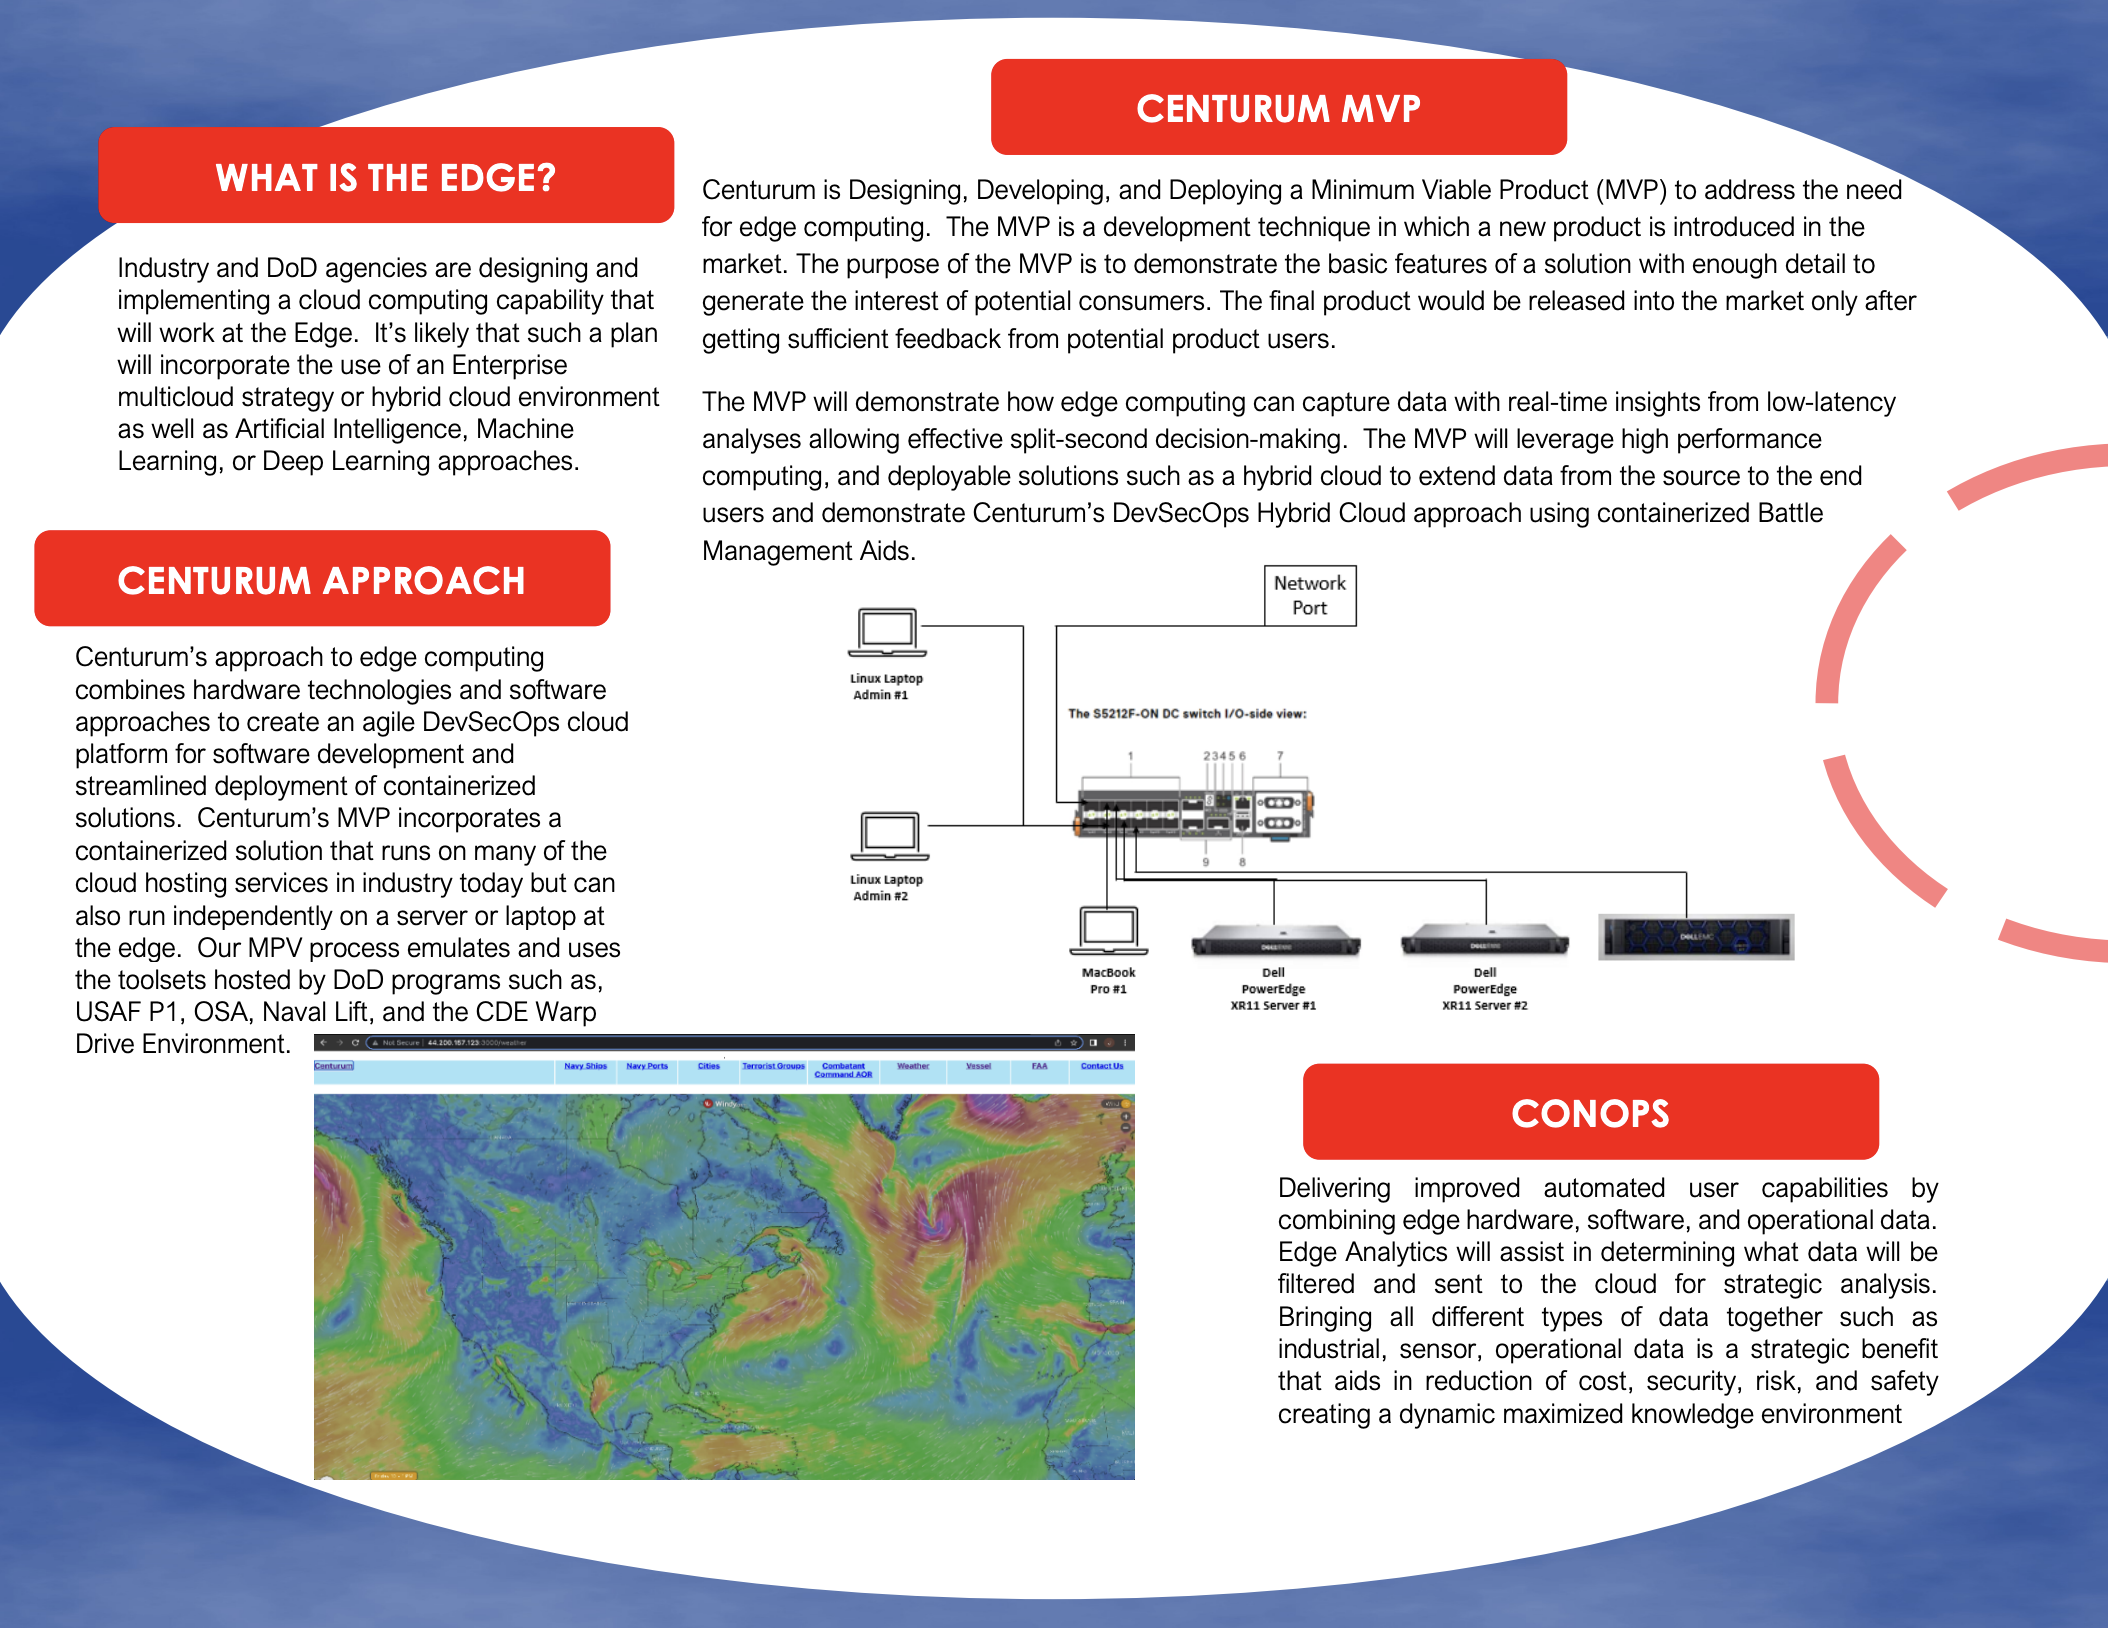 WHAT IS THE EDGE?
Industry and DoD agencies are designing and
implementing a cloud computing capability that
will work at the Edge.  It’s likely that such a plan
will incorporate the use of an Enterprise
multicloud strategy or hybrid cloud environment
as well as Artificial Intelligence, Machine
Learning, or Deep Learning approaches.
CENTURUM APPROACH
Centurum’s approach to edge computing
combines hardware technologies and software
approaches to create an agile DevSecOps cloud
platform for software development and
streamlined deployment of containerized
solutions.  Centurum’s MVP incorporates a
containerized solution that runs on many of the
cloud hosting services in industry today but can
also run independently on a server or laptop at
the edge.  Our MPV process emulates and uses
the toolsets hosted by DoD programs such as,
USAF P1, OSA, Naval Lift, and the CDE Warp
Drive Environment.
CENTURUM MVP
Centurum is Designing, Developing, and Deploying a Minimum Viable Product (MVP) to address the need
for edge computing.  The MVP is a development technique in which a new product is introduced in the
market. The purpose of the MVP is to demonstrate the basic features of a solution with enough detail to
generate the interest of potential consumers. The final product would be released into the market only after
getting sufficient feedback from potential product users.
The MVP will demonstrate how edge computing can capture data with real-time insights from low-latency
analyses allowing effective split-second decision-making.  The MVP will leverage high performance
computing, and deployable solutions such as a hybrid cloud to extend data from the source to the end
users and demonstrate Centurum’s DevSecOps Hybrid Cloud approach using containerized Battle
Management Aids.
Network
Port
Linux Laptop
Admin #1
The S5212F-ON DC switch I/O-side view:
1 2 3 4 5 6 7
9 8
Linux Laptop
Admin #2
MacBook
Pro #1
Dell
PowerEdge
XR11 Server #1
Dell
PowerEdge
XR11 Server #2
DELLEMC
Not Secure | 44.200.167.123:3000/weather
Centurum Navy Ships Navy Ports Cities Terrorist Groups Combatant Command AOR Weather Vessel FAA Contact Us
Windy
CONOPS
Delivering improved automated user capabilities by
combining edge hardware, software, and operational data.
Edge Analytics will assist in determining what data will be
filtered and sent to the cloud for strategic analysis.
Bringing all different types of data together such as
industrial, sensor, operational data is a strategic benefit
that aids in reduction of cost, security, risk, and safety
creating a dynamic maximized knowledge environment